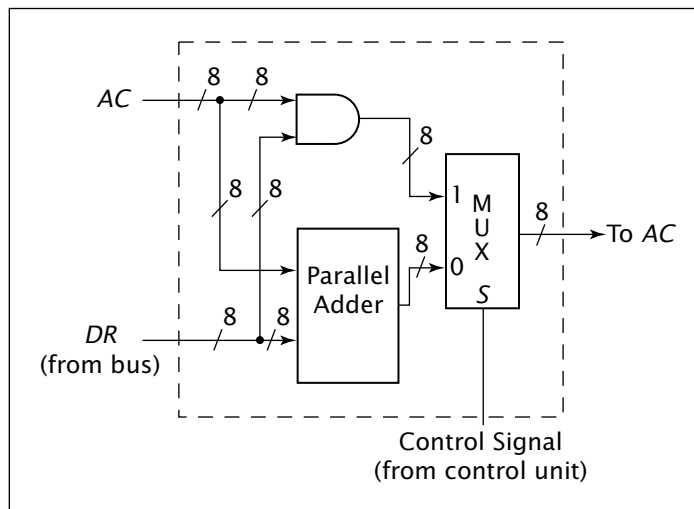 8 8
AC
8
8 8
1
M
U
X
8
To AC
8
0
Parallel
Adder
S
DR
(from bus)
8 8
Control Signal
(from control unit)